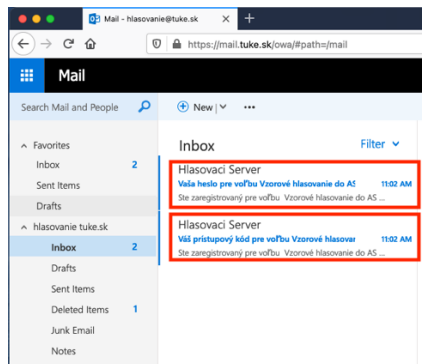 Mail - hlasovanie@tuke.sk
https://mail.tuke.sk/owa/#path=/mail
Mail
Search Mail and People
New
Favorites
Inbox 2
Sent Items
Drafts
hlasovanie tuke.sk
Inbox 2
Drafts
Sent Items
Deleted Items 1
Junk Email
Notes
Inbox Filter
Hlasovaci Server
Vaša heslo pre voľbu Vzorové hlasovanie do AS 11:02 AM
Ste zaregistrovaný pre voľbu Vzorové hlasovanie do AS ...
Hlasovaci Server
Váš prístupový kód pre voľbu Vzorové hlasovar 11:02 AM
Ste zaregistrovaný pre voľbu Vzorové hlasovanie do AS ...